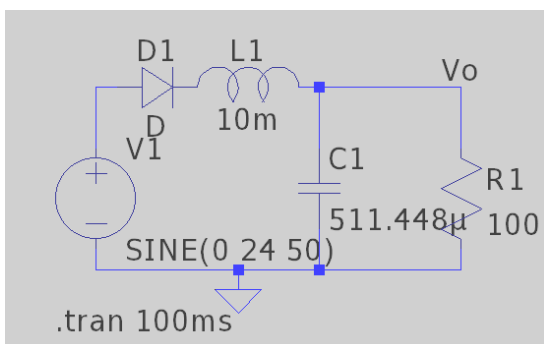 D1
L1
Vo
D
10m
V1
C1
R1
511.448µ
100
SINE(0 24 50)
.tran 100ms